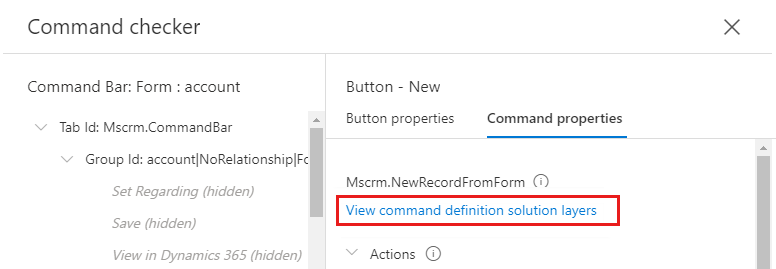 Command checker
Command Bar: Form : account
Tab Id: Mscrm.CommandBar
Group Id: account|NoRelationship|Fo
Set Regarding (hidden)
Save (hidden)
View in Dynamics 365 (hidden)
Button - New
Button properties
Command properties
Mscrm.NewRecordFromForm
View command definition solution layers
Actions